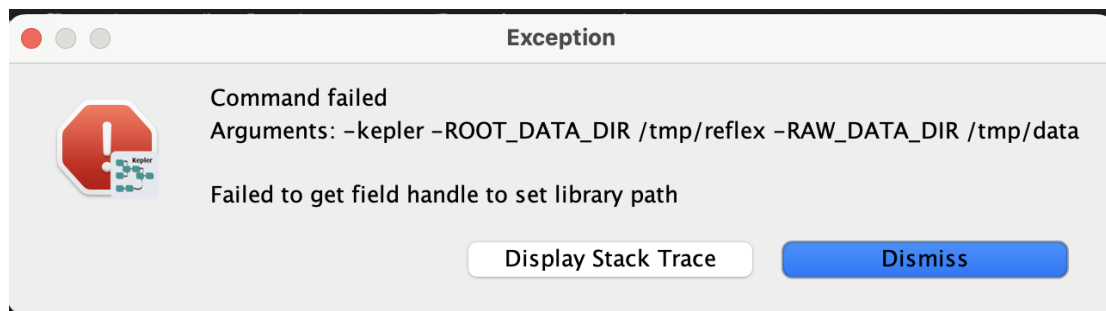 Exception
Command failed
Arguments: -kepler -ROOT_DATA_DIR /tmp/reflex -RAW_DATA_DIR /tmp/data
Kepler
Failed to get field handle to set library path
Display Stack Trace
Dismiss